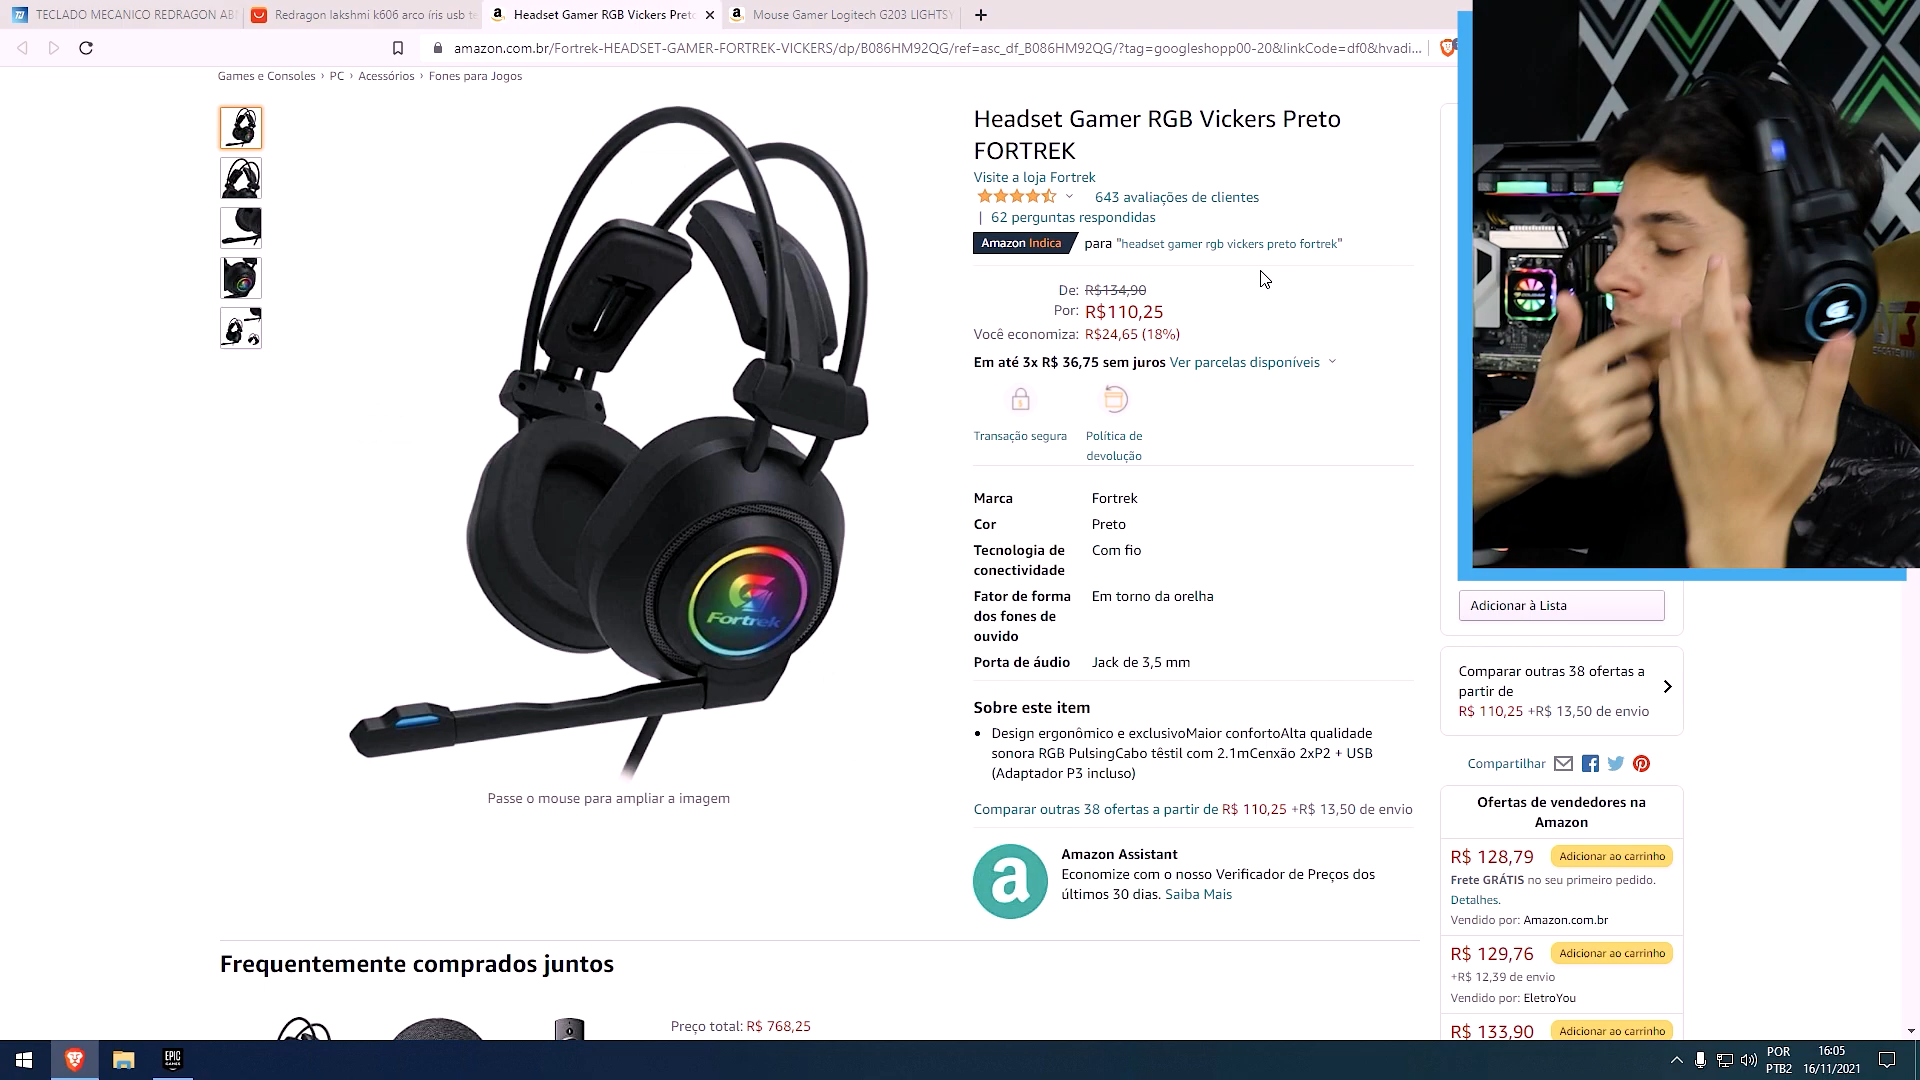 TECLADO MECANICO REDRAGON AB
Redragon lakshmi k606 arco íris usb te
Headset Gamer RGB Vickers Preto
Mouse Gamer Logitech G203 LIGHTSY
amazon.com.br/Fortrek-HEADSET-GAMER-FORTREK-VICKERS/dp/B086HM92QG/ref=asc_df_B086HM92QG/?tag=googleshopp00-20&linkCode=df0&hvadi...
Games e Consoles › PC › Acessórios › Fones para Jogos
Headset Gamer RGB Vickers Preto
FORTREK
Visite a loja Fortrek
643 avaliações de clientes
| 62 perguntas respondidas
Amazon Indica para "headset gamer rgb vickers preto fortrek"
De: R$134,90
Por: R$110,25
Você economiza: R$24,65 (18%)
Em até 3x R$ 36,75 sem juros Ver parcelas disponíveis
Transação segura
Política de
devolução
Marca Fortrek
Cor Preto
Tecnologia de Com fio
conectividade
Fator de forma Em torno da orelha
dos fones de
ouvido
Porta de áudio Jack de 3,5 mm
Sobre este item
Design ergonômico e exclusivoMaior confortoAlta qualidade
sonora RGB PulsingCabo têstil com 2.1mCenxão 2xP2 + USB
(Adaptador P3 incluso)
Comparar outras 38 ofertas a partir de R$ 110,25 +R$ 13,50 de envio
Fortrek
Passe o mouse para ampliar a imagem
a
Amazon Assistant
Economize com o nosso Verificador de Preços dos
últimos 30 dias. Saiba Mais
Frequentemente comprados juntos
Preço total: R$ 768,25
Adicionar à Lista
Comparar outras 38 ofertas a
partir de
R$ 110,25 +R$ 13,50 de envio
Compartilhar
Ofertas de vendedores na
Amazon
R$ 128,79 Adicionar ao carrinho
Frete GRÁTIS no seu primeiro pedido.
Detalhes.
Vendido por: Amazon.com.br
R$ 129,76 Adicionar ao carrinho
+R$ 12,39 de envio
Vendido por: EletroYou
R$ 133,90 Adicionar ao carrinho
EPIC
GAMES
POR
PTB2
16:05
16/11/2021